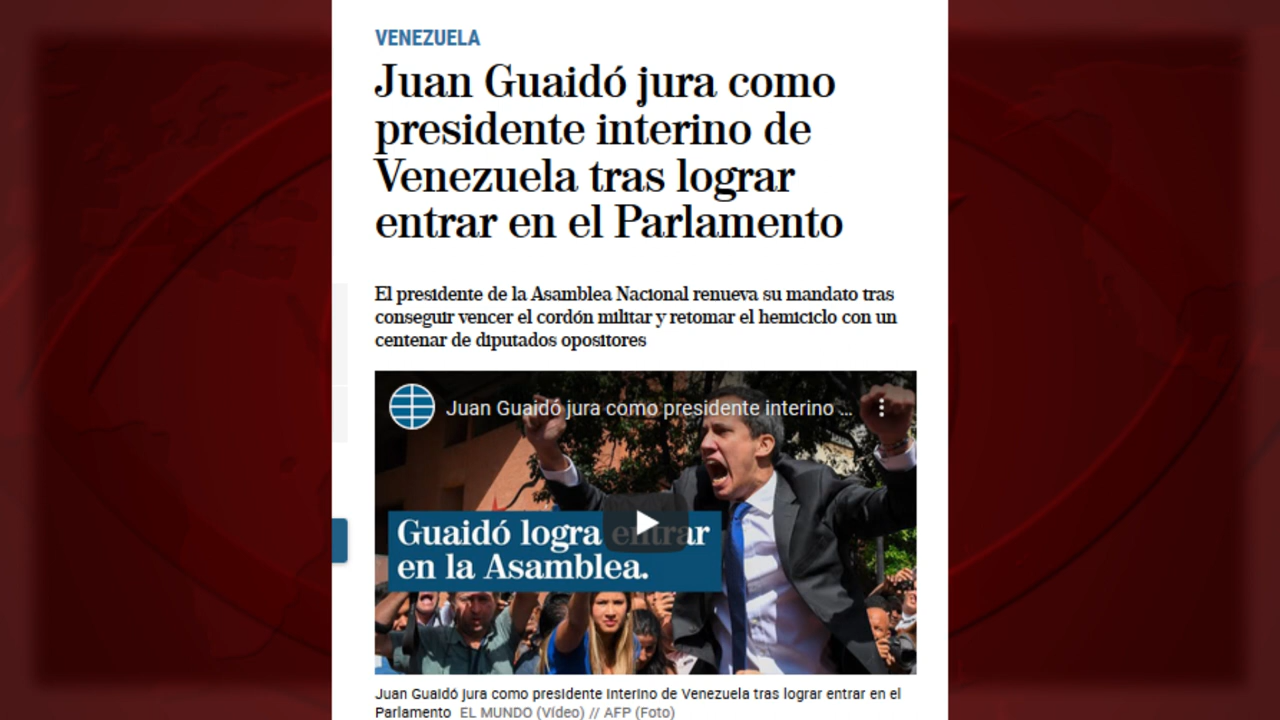 VENEZUELA
Juan Guaidó jura como
presidente interino de
Venezuela tras lograr
entrar en el Parlamento
El presidente de la Asamblea Nacional renueva su mandato tras
conseguir vencer el cordón militar y retomar el hemiciclo con un
centenar de diputados opositores
Juan Guaidó jura como presidente interino ...
Guaidó logra entrar
en la Asamblea.
Juan Guaidó jura como presidente interino de Venezuela tras lograr entrar en el
Parlamento EL MUNDO (Vídeo) // AFP (Foto)